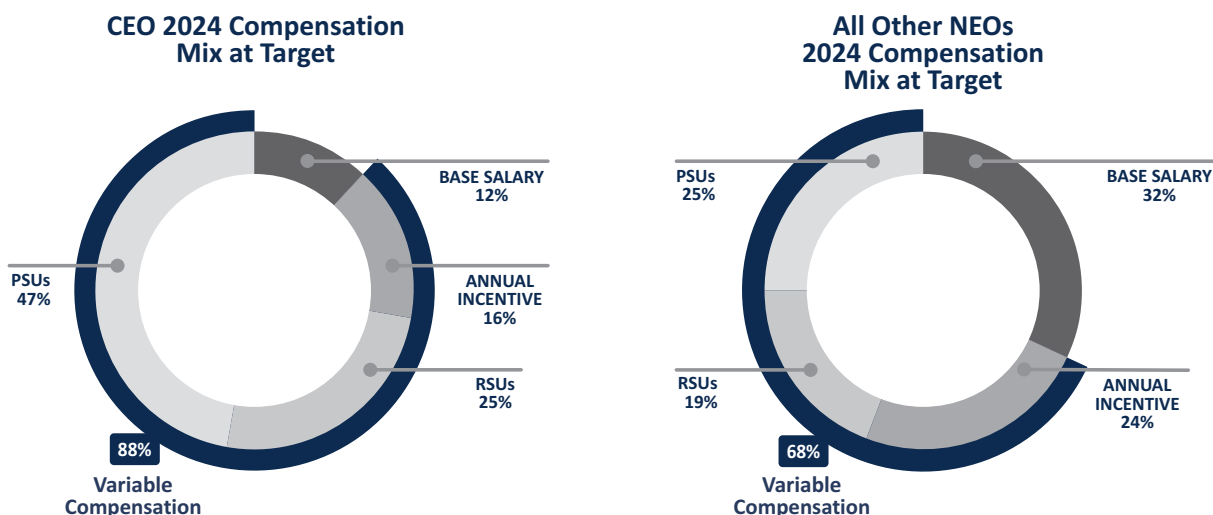 CEO 2024 Compensation
Mix at Target
BASE SALARY
12%
PSUs
47%
ANNUAL
INCENTIVE
16%
RSUs
25%
88%
Variable
Compensation
All Other NEOs
2024 Compensation
Mix at Target
PSUs
25%
BASE SALARY
32%
RSUs
19%
ANNUAL
INCENTIVE
24%
68%
Variable
Compensation